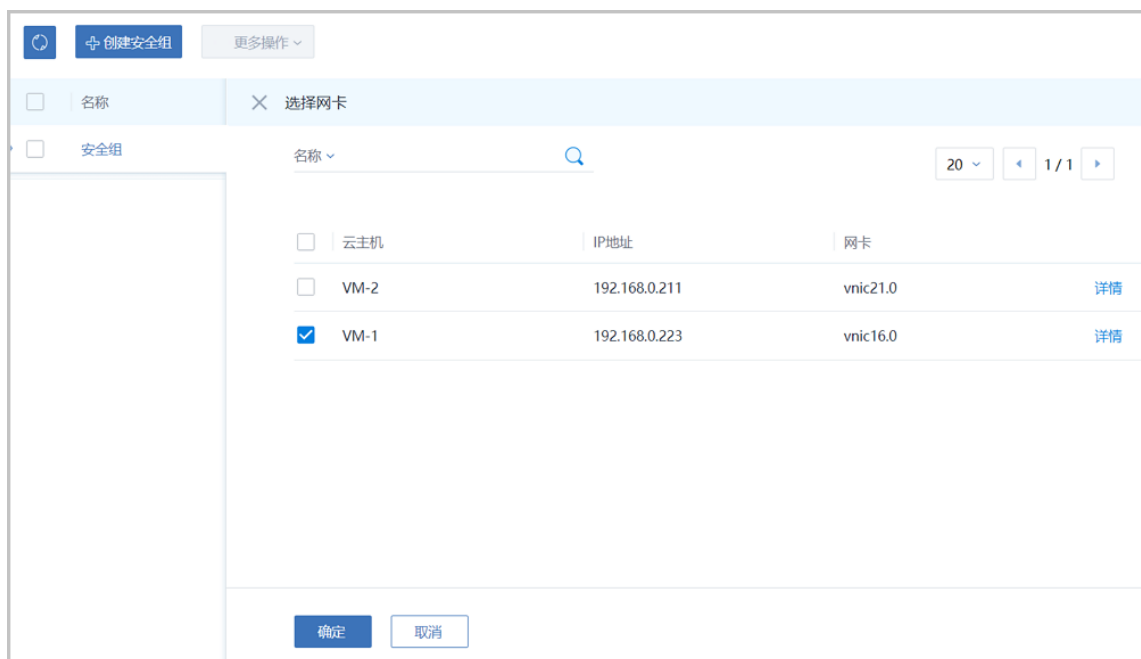 创建安全组 更多操作
名称 选择网卡
安全组 名称 20 1 / 1
云主机 IP地址 网卡
VM-2 192.168.0.211 vnic21.0 详情
VM-1 192.168.0.223 vnic16.0 详情
确定 取消